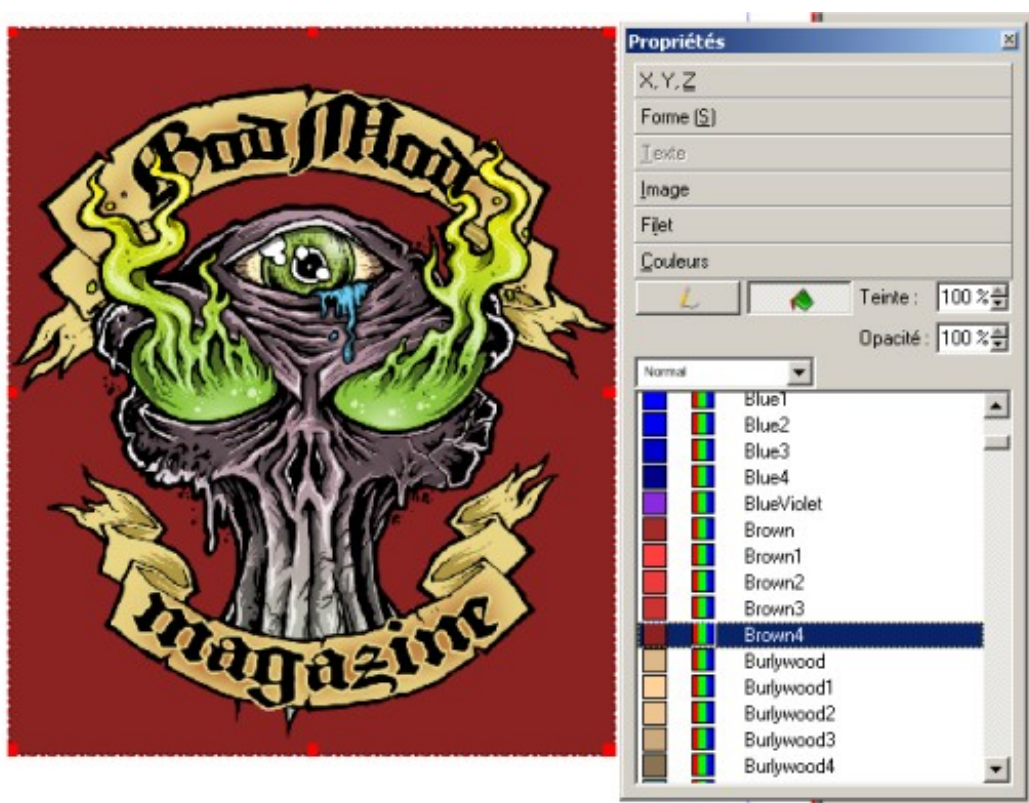 Bad Mood
magazine
Propriétés
X, Y, Z
Forme (S)
Texte
Image
Filet
Couleurs
Teinte : 100 %
Opacité : 100 %
Normal
Blue1
Blue2
Blue3
Blue4
BlueViolet
Brown
Brown1
Brown2
Brown3
Brown4
Burlywood
Burlywood1
Burlywood2
Burlywood3
Burlywood4